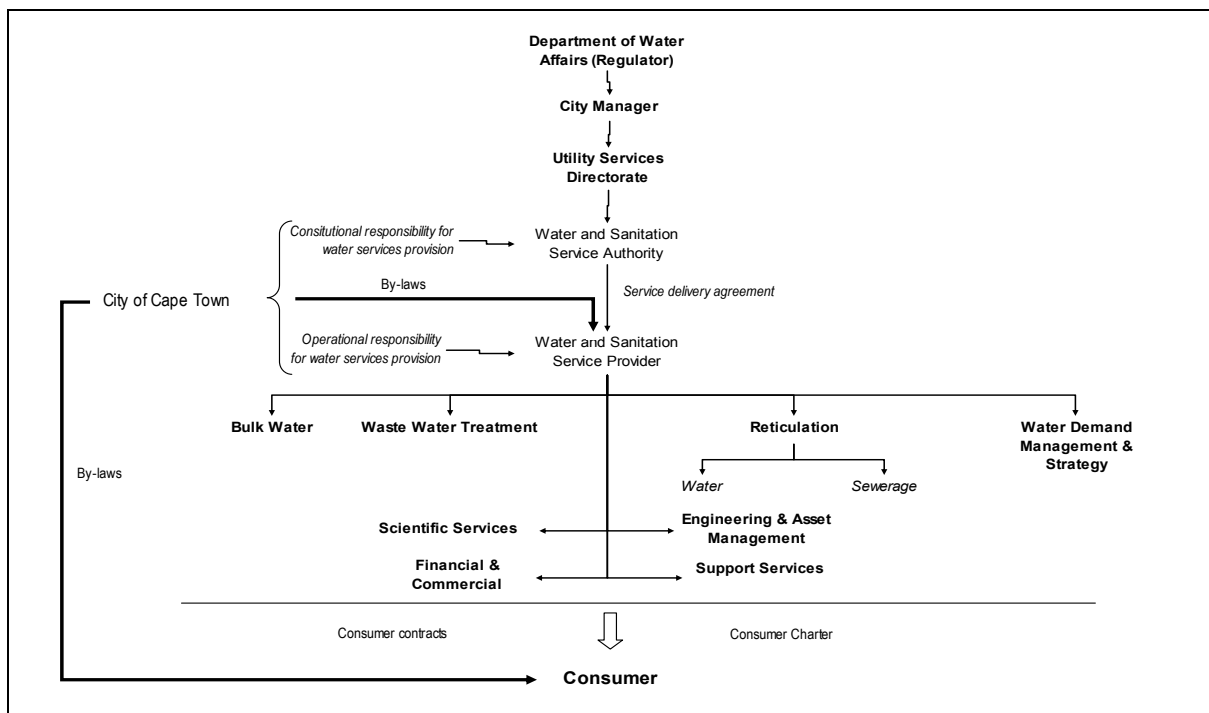 Department of Water
Affairs (Regulator)
City Manager
Utility Services
Directorate
Consitutional responsibility for
water services provision
Water and Sanitation
Service Authority
By-laws
Service delivery agreement
City of Cape Town
Operational responsibility
for water services provision
Water and Sanitation
Service Provider
Bulk Water
Waste Water Treatment
Reticulation
Water Demand
Management &
Strategy
By-laws
Water
Sewerage
Scientific Services
Engineering & Asset
Management
Financial &
Commercial
Support Services
Consumer contracts
Consumer Charter
Consumer